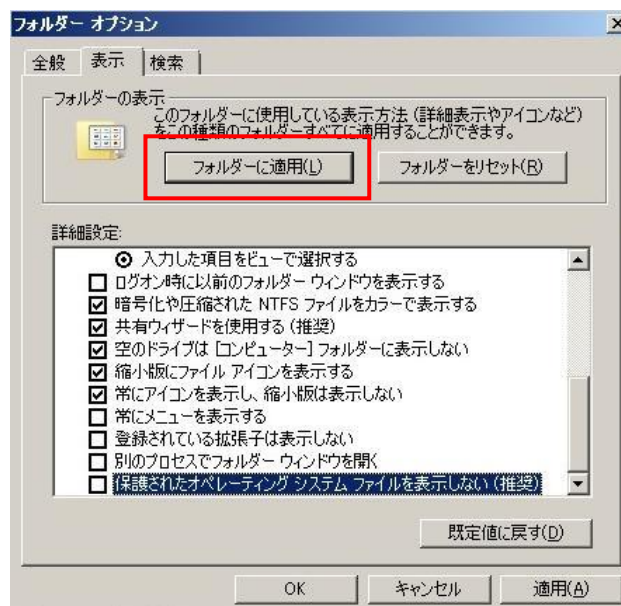 フォルダー オプション
全般 表示 検索
フォルダーの表示
このフォルダーに使用している表示方法 (詳細表示やアイコンなど)
をこの種類のフォルダーすべてに適用することができます。
フォルダーに適用(L) フォルダーをリセット(R)
詳細設定:
入力した項目をビューで選択する
ログオン時に以前のフォルダー ウィンドウを表示する
暗号化や圧縮された NTFS ファイルをカラーで表示する
共有ウィザードを使用する (推奨)
空のドライブは [コンピューター] フォルダーに表示しない
縮小版にファイル アイコンを表示する
常にアイコンを表示し、縮小版は表示しない
常にメニューを表示する
登録されている拡張子は表示しない
別のプロセスでフォルダー ウィンドウを開く
保護されたオペレーティング システム ファイルを表示しない (推奨)
既定値に戻す(D)
OK キャンセル 適用(A)